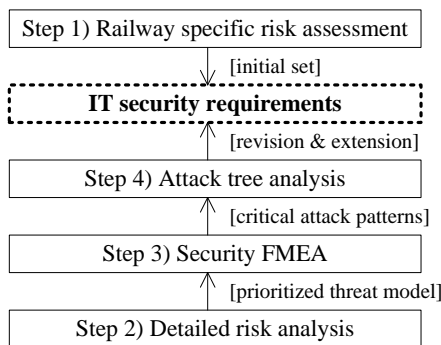 Step 1) Railway specific risk assessment
[initial set]
IT security requirements
[revision & extension]
Step 4) Attack tree analysis
[critical attack patterns]
Step 3) Security FMEA
[prioritized threat model]
Step 2) Detailed risk analysis